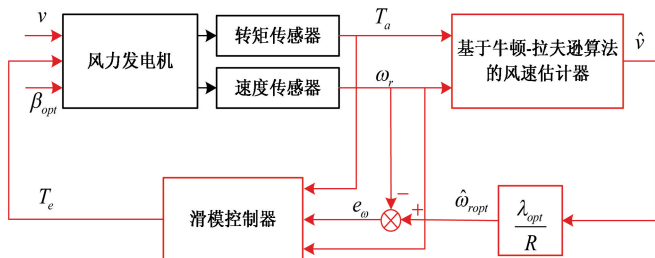 v
β_opt
风力发电机
转矩传感器
速度传感器
T_a
ω_r
基于牛顿-拉夫逊算法
的风速估计器
v̂
T_e
滑模控制器
e_ω
−
+
ω̂_ropt
λ_opt
R